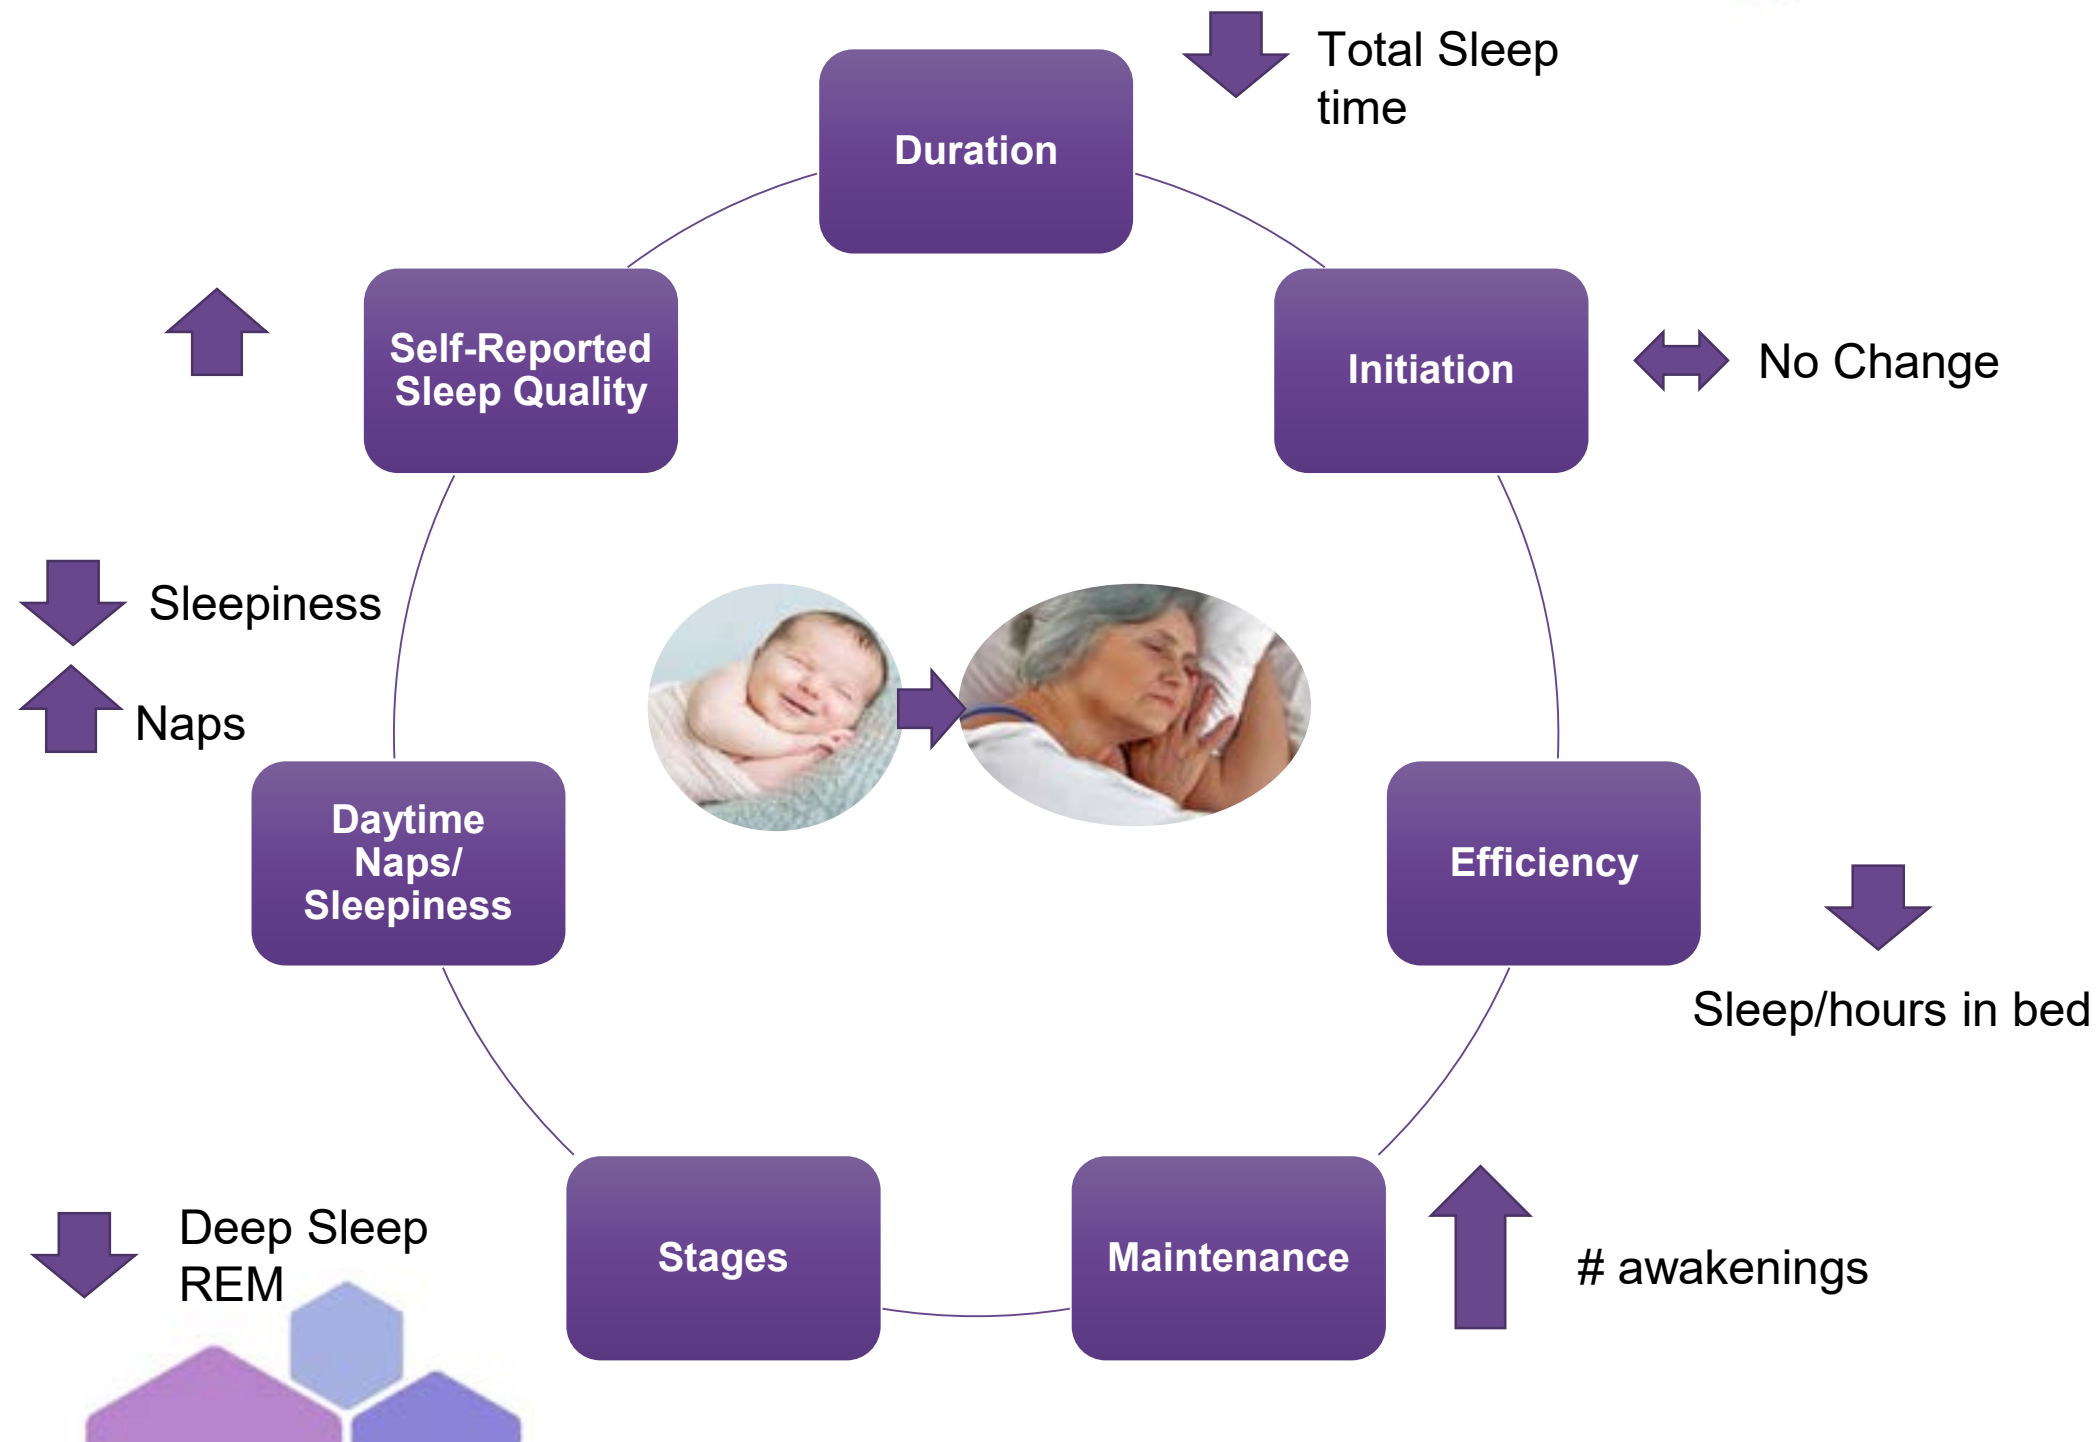 Total Sleep
time
Duration
Self-Reported
Sleep Quality
Initiation
No Change
Sleepiness
Naps
Daytime
Naps/
Sleepiness
Efficiency
Sleep/hours in bed
Deep Sleep
REM
Stages
Maintenance
# awakenings